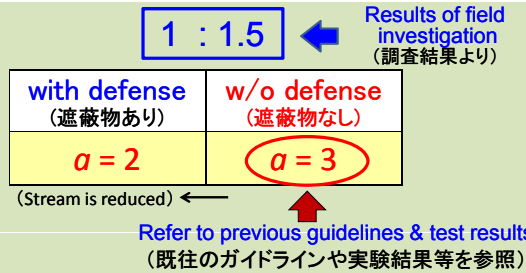 1 : 1.5
Results of field
investigation
(調査結果より)
with defense
(遮蔽物あり)
w/o defense
(遮蔽物なし)
a = 2
a = 3
(Stream is reduced)
Refer to previous guidelines & test results
(既往のガイドラインや実験結果等を参照)